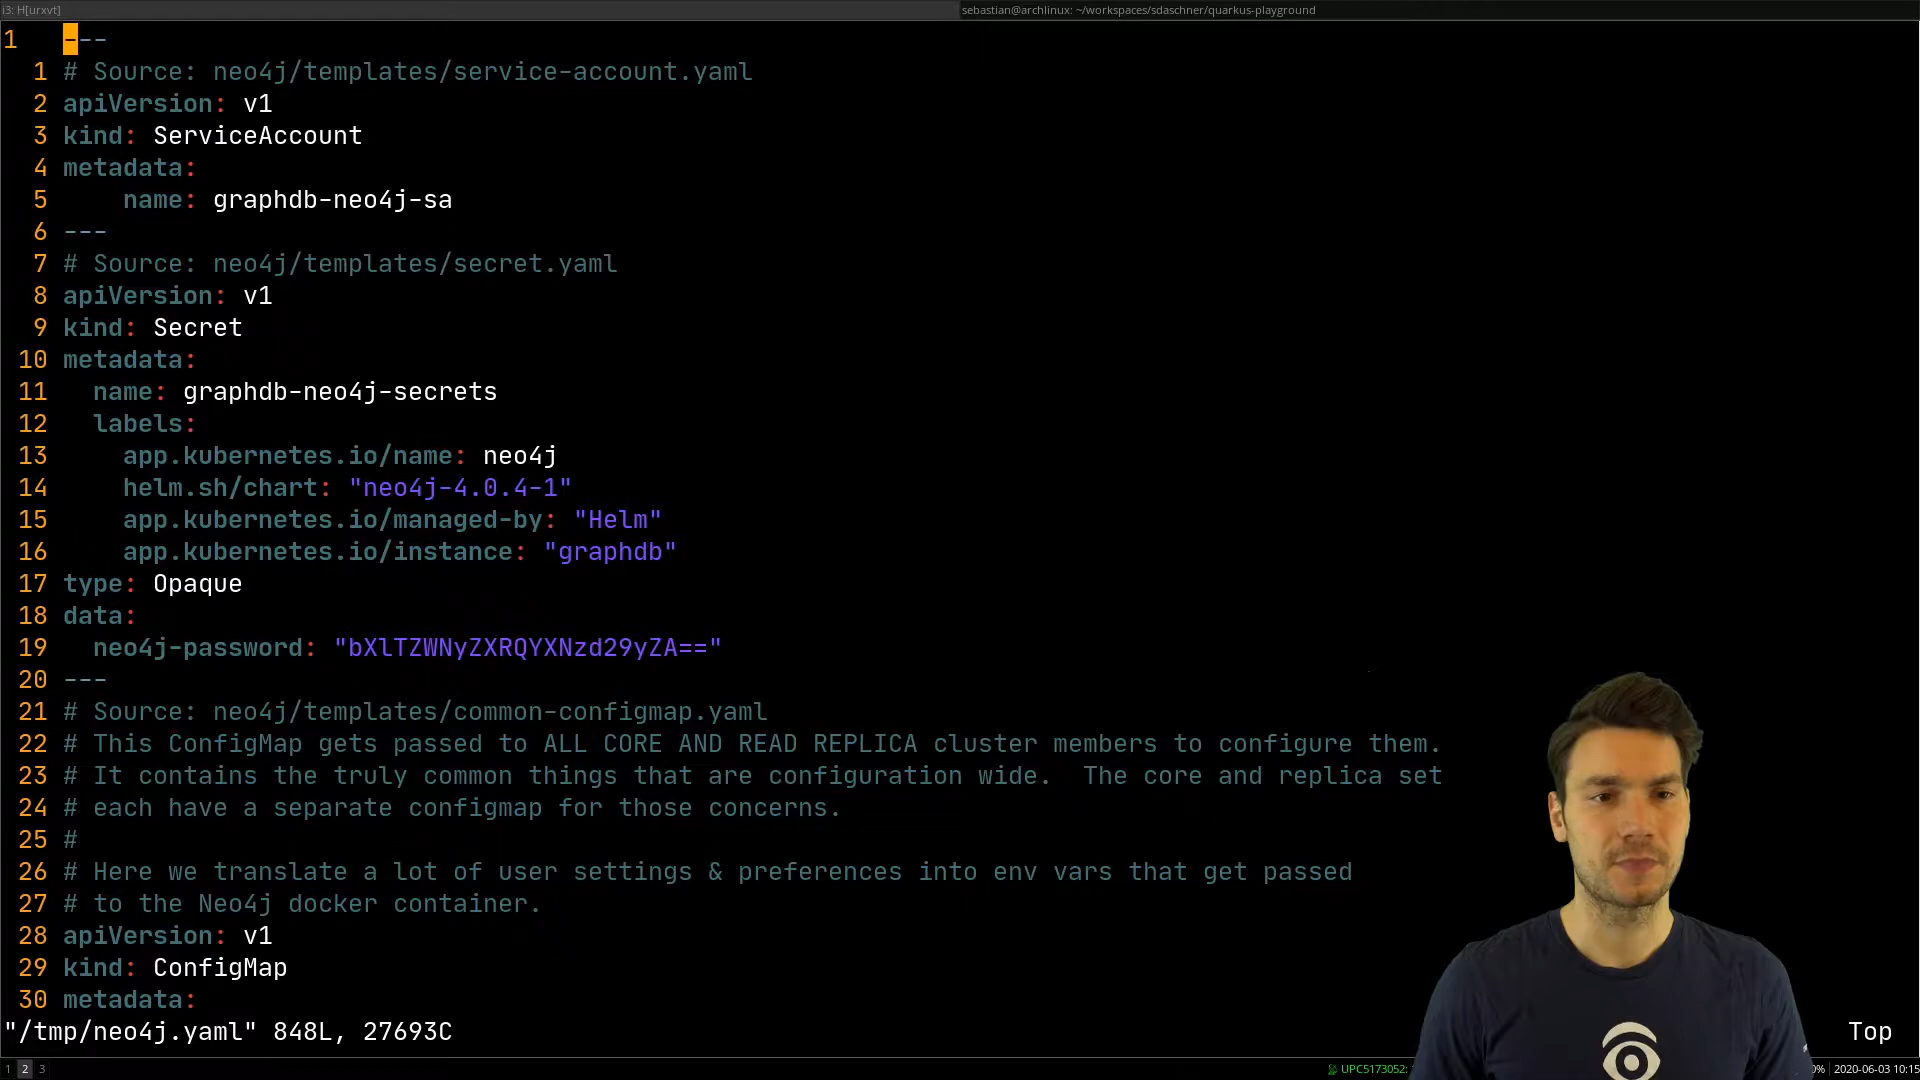 i3: H[urxvt]
sebastian@archlinux: ~/workspaces/sdaschner/quarkus-playground
1 ---
1 # Source: neo4j/templates/service-account.yaml
2 apiVersion: v1
3 kind: ServiceAccount
4 metadata:
5 name: graphdb-neo4j-sa
6 ---
7 # Source: neo4j/templates/secret.yaml
8 apiVersion: v1
9 kind: Secret
10 metadata:
11 name: graphdb-neo4j-secrets
12 labels:
13 app.kubernetes.io/name: neo4j
14 helm.sh/chart: "neo4j-4.0.4-1"
15 app.kubernetes.io/managed-by: "Helm"
16 app.kubernetes.io/instance: "graphdb"
17 type: Opaque
18 data:
19 neo4j-password: "bXlTZWNyZXRQYXNzd29yZA=="
20 ---
21 # Source: neo4j/templates/common-configmap.yaml
22 # This ConfigMap gets passed to ALL CORE AND READ REPLICA cluster members to configure them.
23 # It contains the truly common things that are configuration wide.  The core and replica set
24 # each have a separate configmap for those concerns.
25 #
26 # Here we translate a lot of user settings & preferences into env vars that get passed
27 # to the Neo4j docker container.
28 apiVersion: v1
29 kind: ConfigMap
30 metadata:
"/tmp/neo4j.yaml" 848L, 27693C
Top
1 2 3
UPC5173052:
0% | 2020-06-03 10:15